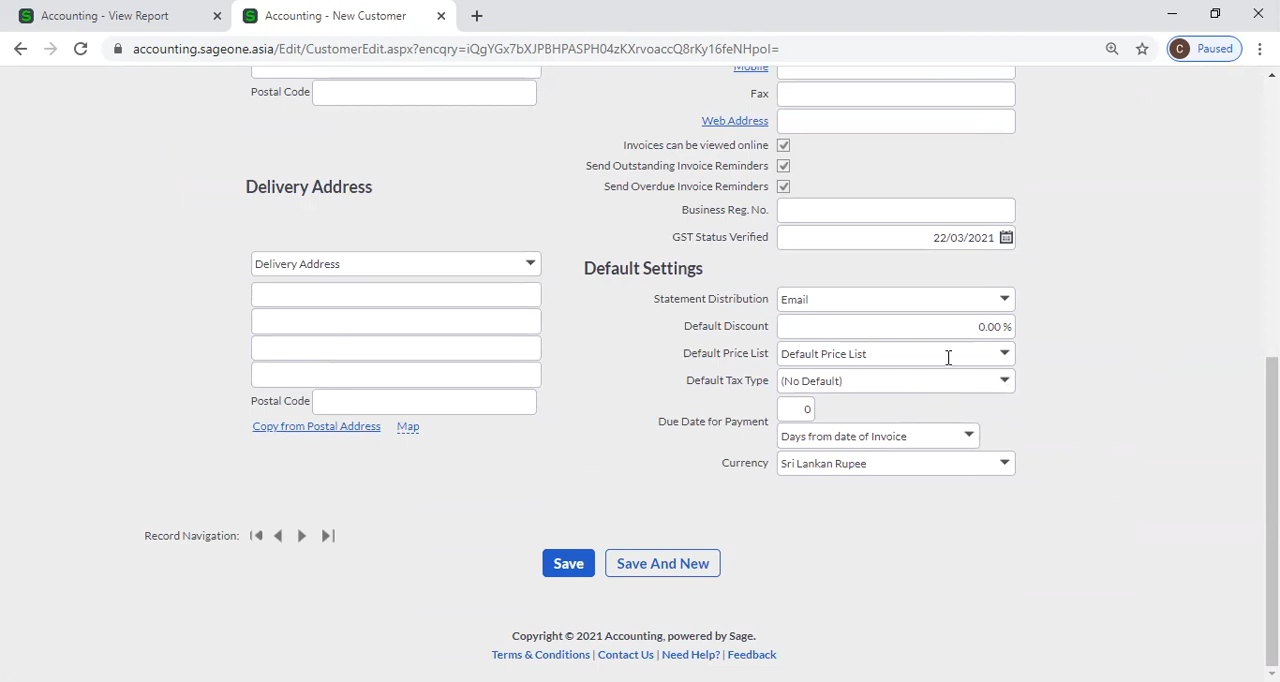 Accounting - View Report
Accounting - New Customer
accounting.sageone.asia/Edit/CustomerEdit.aspx?encqry=iQgYGx7bXJPBHPASPH04zKXrvoaccQ8rKy16feNHpoI=
C Paused
Mobile
Postal Code
Fax
Web Address
Invoices can be viewed online
Send Outstanding Invoice Reminders
Send Overdue Invoice Reminders
Business Reg. No.
GST Status Verified 22/03/2021
Delivery Address
Delivery Address
Postal Code
Copy from Postal Address Map
Default Settings
Statement Distribution Email
Default Discount 0.00 %
Default Price List Default Price List
Default Tax Type (No Default)
Due Date for Payment 0
Days from date of Invoice
Currency Sri Lankan Rupee
Record Navigation:
Save Save And New
Copyright © 2021 Accounting, powered by Sage.
Terms & Conditions | Contact Us | Need Help? | Feedback